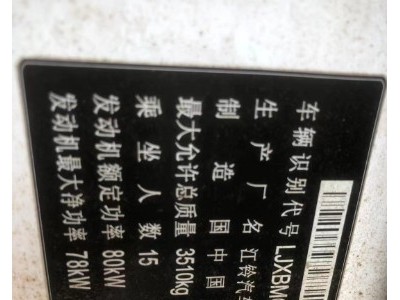 车辆识别代号 LJXBM
生产厂名 江铃汽车
制造国 中国
最大允许总质量 3510kg
乘坐人数 15
发动机额定功率 80kW
发动机最大净功率 78kW